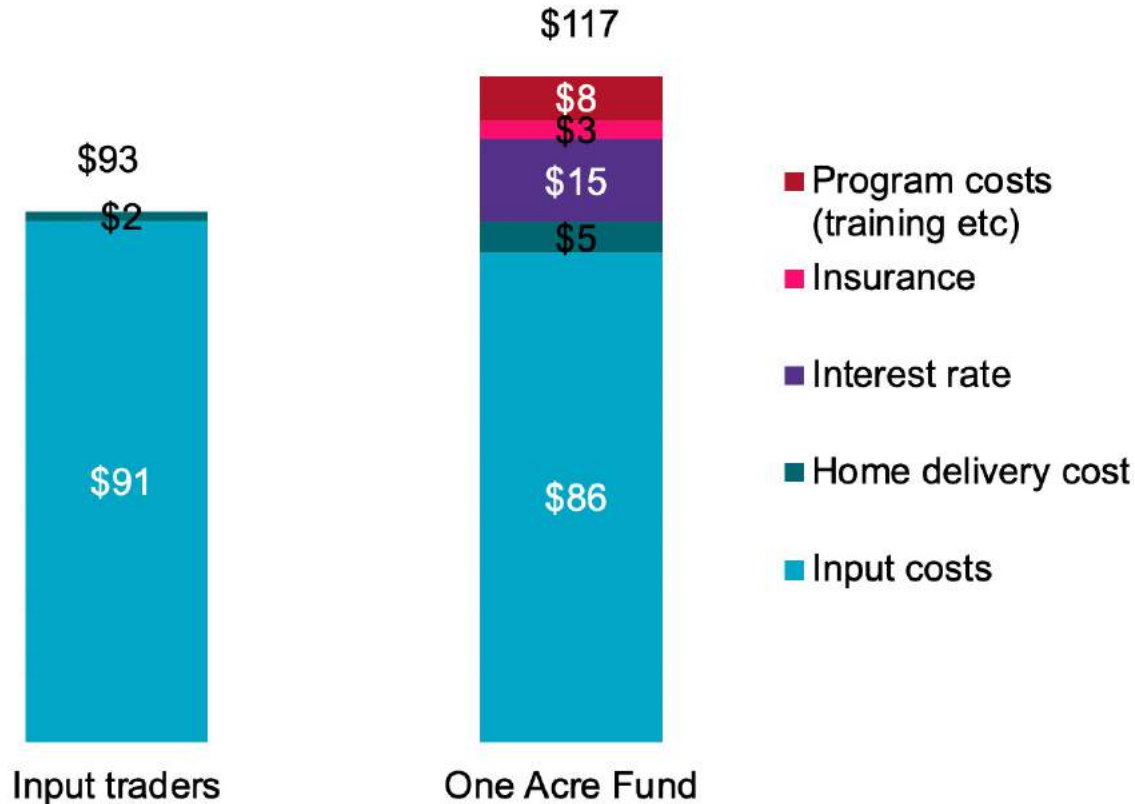 $117
$8
$3
$15
$5
$86
$93
$2
$91
Program costs
(training etc)
Insurance
Interest rate
Home delivery cost
Input costs
Input traders
One Acre Fund